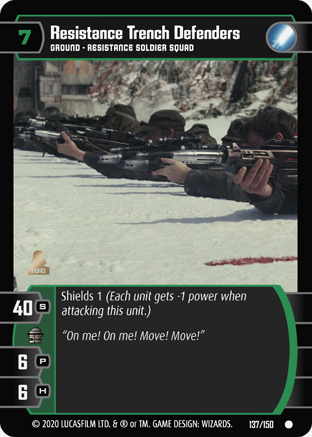 7 Resistance Trench Defenders
GROUND - RESISTANCE SOLDIER SQUAD
IUC
40 S
Shields 1 (Each unit gets -1 power when
attacking this unit.)
"On me! On me! Move! Move!"
6 P
6 H
© 2020 LUCASFILM LTD. & ® or TM. GAME DESIGN: WIZARDS. 137/150